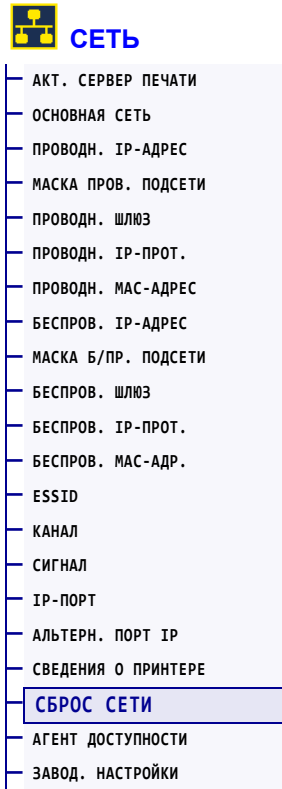 СЕТЬ
АКТ. СЕРВЕР ПЕЧАТИ
ОСНОВНАЯ СЕТЬ
ПРОВОДН. IP-АДРЕС
МАСКА ПРОВ. ПОДСЕТИ
ПРОВОДН. ШЛЮЗ
ПРОВОДН. IP-ПРОТ.
ПРОВОДН. MAC-АДРЕС
БЕСПРОВ. IP-АДРЕС
МАСКА Б/ПР. ПОДСЕТИ
БЕСПРОВ. ШЛЮЗ
БЕСПРОВ. IP-ПРОТ.
БЕСПРОВ. MAC-АДР.
ESSID
КАНАЛ
СИГНАЛ
IP-ПОРТ
АЛЬТЕРН. ПОРТ IP
СВЕДЕНИЯ О ПРИНТЕРЕ
СБРОС СЕТИ
АГЕНТ ДОСТУПНОСТИ
ЗАВОД. НАСТРОЙКИ